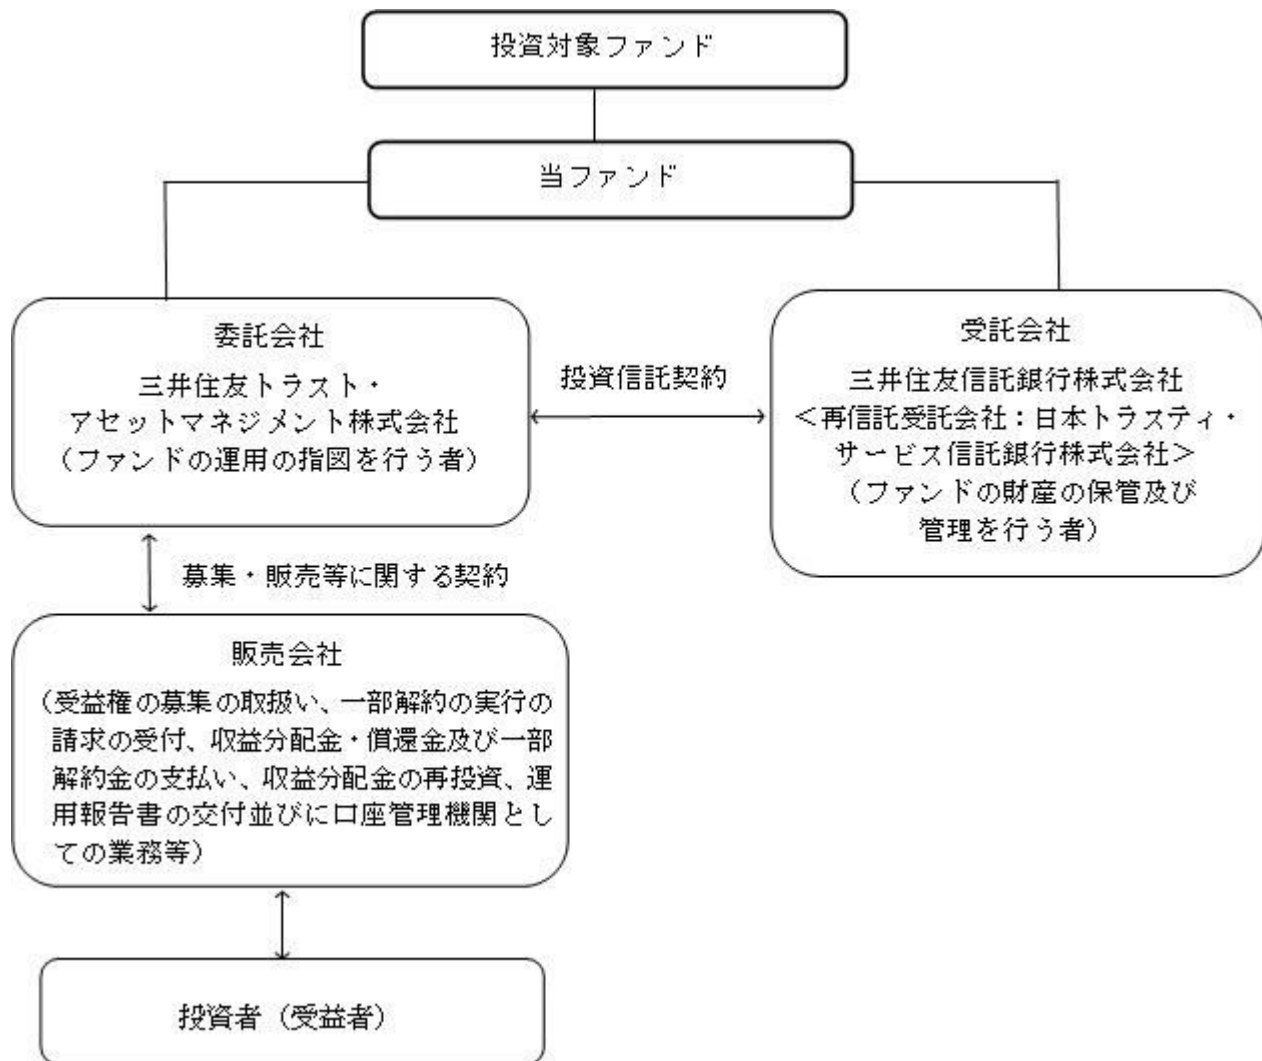 投資対象ファンド
当ファンド
委託会社
三井住友トラスト・
アセットマネジメント株式会社
（ファンドの運用の指図を行う者）
投資信託契約
受託会社
三井住友信託銀行株式会社
＜再信託受託会社：日本トラスティ・
サービス信託銀行株式会社＞
（ファンドの財産の保管及び
管理を行う者）
募集・販売等に関する契約
販売会社
（受益権の募集の取扱い、一部解約の実行の
請求の受付、収益分配金・償還金及び一部
解約金の支払い、収益分配金の再投資、運
用報告書の交付並びに口座管理機関とし
ての業務等）
投資者（受益者）